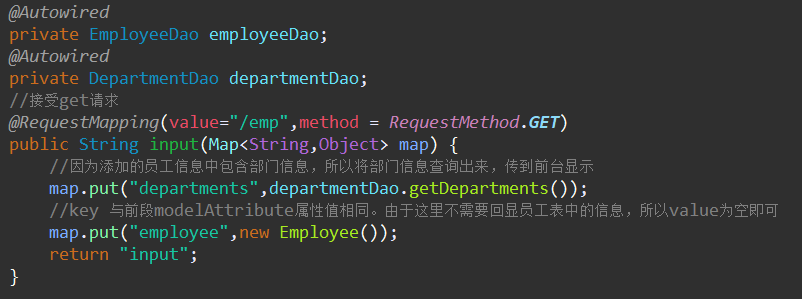 @Autowired
private EmployeeDao employeeDao;
@Autowired
private DepartmentDao departmentDao;
//接受get请求
@RequestMapping(value="/emp",method = RequestMethod.GET)
public String input(Map<String,Object> map) {
    //因为添加的员工信息中包含部门信息，所以将部门信息查询出来，传到前台显示
    map.put("departments",departmentDao.getDepartments());
    //key 与前段modelAttribute属性值相同。由于这里不需要回显员工表中的信息，所以value为空即可
    map.put("employee",new Employee());
    return "input";
}